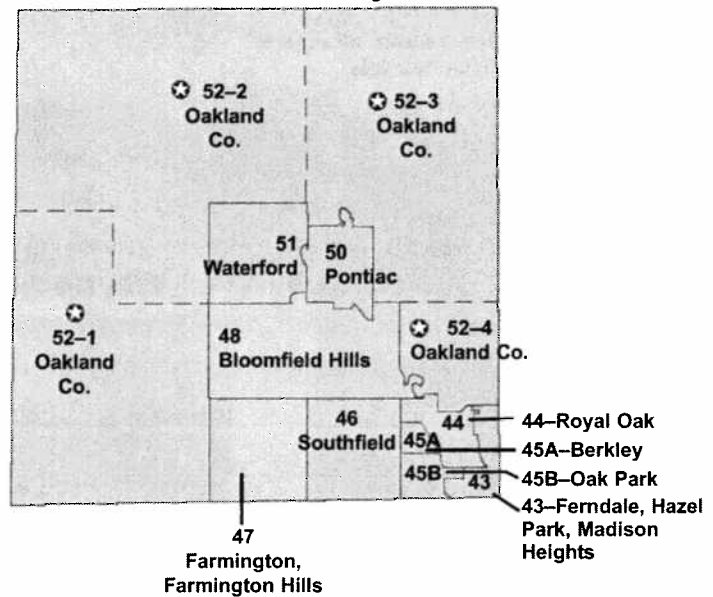 52–2
Oakland
Co.
52–3
Oakland
Co.
51
Waterford
50
Pontiac
52–1
Oakland
Co.
48
Bloomfield Hills
52–4
Oakland Co.
46
Southfield
44
45A
45B
43
44–Royal Oak
45A–Berkley
45B–Oak Park
43–Ferndale, Hazel
Park, Madison
Heights
47
Farmington,
Farmington Hills